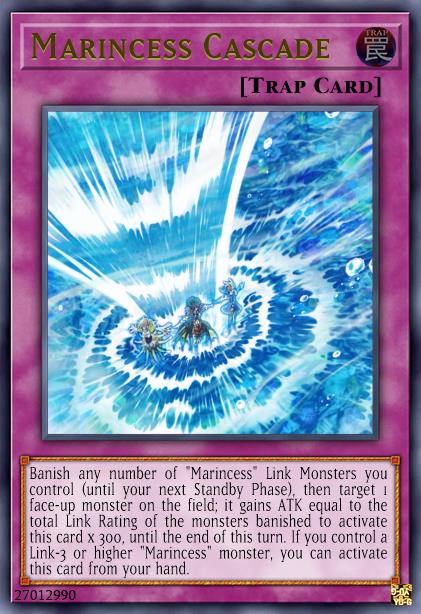 Marincess Cascade
TRAP
罠
[Trap Card]
Banish any number of "Marincess" Link Monsters you
control (until your next Standby Phase), then target 1
face-up monster on the field; it gains ATK equal to the
total Link Rating of the monsters banished to activate
this card x 300, until the end of this turn. If you control a
Link-3 or higher "Marincess" monster, you can activate
this card from your hand.
27012990